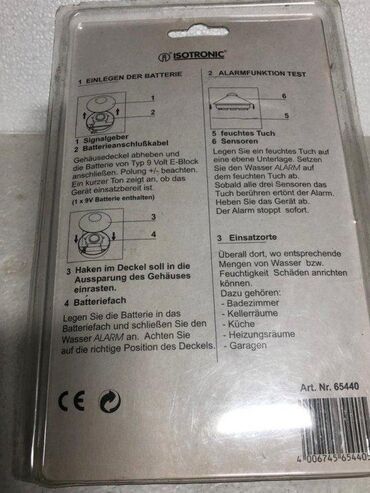 ISOTRONIC®
1 EINLEGEN DER BATTERIE
1
2
1 Signalgeber
2 Batterieanschlußkabel
Gehäusedeckel abheben und
die Batterie von Typ 9 Volt E-Block
anschließen. Polung +/- beachten.
Ein kurzer Ton zeigt an, ob das
Gerät einsatzbereit ist.
(1 x 9V Batterie enthalten)
3
4
3 Haken im Deckel soll in die
Aussparung des Gehäuses
einrasten.
4 Batteriefach
Legen Sie die Batterie in das
Batteriefach und schließen Sie den
Wasser ALARM an. Achten Sie
auf die richtige Position des Deckels.
2 ALARMFUNKTION TEST
6
5
5 feuchtes Tuch
6 Sensoren
Legen Sie ein feuchtes Tuch auf
eine ebene Unterlage. Setzen
Sie den Wasser ALARM auf
dem feuchten Tuch ab.
Sobald alle drei Sensoren das
Tuch berühren ertönt der Alarm.
Heben Sie das Gerät ab.
Der Alarm stoppt sofort.
3 Einsatzorte
Überall dort, wo entsprechende
Mengen von Wasser bzw.
Feuchtigkeit Schäden anrichten
können.
Dazu gehören:
- Badezimmer
- Kellerräume
- Küche
- Heizungsräume
- Garagen
CE
Art. Nr. 65440
4 006745 654405